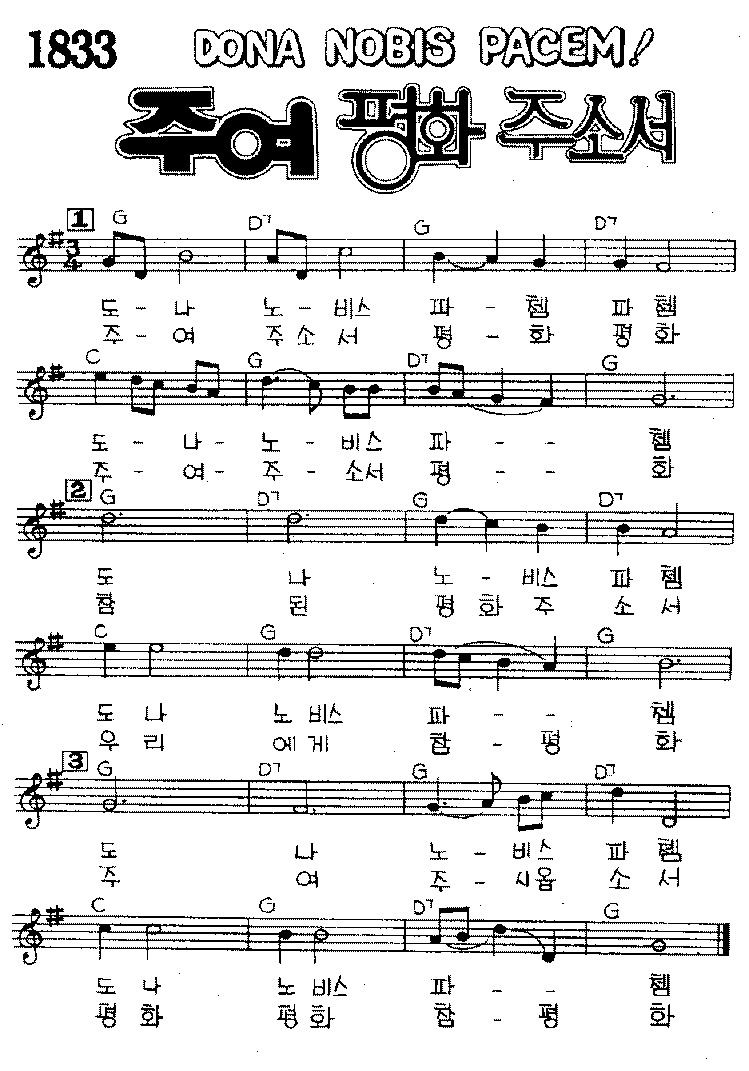 1833 DONA NOBIS PACEM!
주여 평화 주소서
1 G D7 G D7
3/4
도 - 나 노 - 비스 파 - 쳄 파 쳄
주 - 여 주소 서 평 - 화 평 화
C G D7 G
도 - 나 - 노 - 비스 파 - - 쳄
주 - 여 - 주 - 소서 평 - - 화
2 G D7 G D7
도 나 노 - 비스 파 쳄
참 된 평 화 주 소 서
C G D7 G
도 나 노 비스 파 - - 쳄
우 리 에 게 참 - 평 화
3 G D7 G D7
도 나 노 - 비스 파 쳄
주 여 주 - 시옵 소 서
C G D7 G
도 나 노 비스 파 - - 쳄
평 화 평 화 참 - 평 화